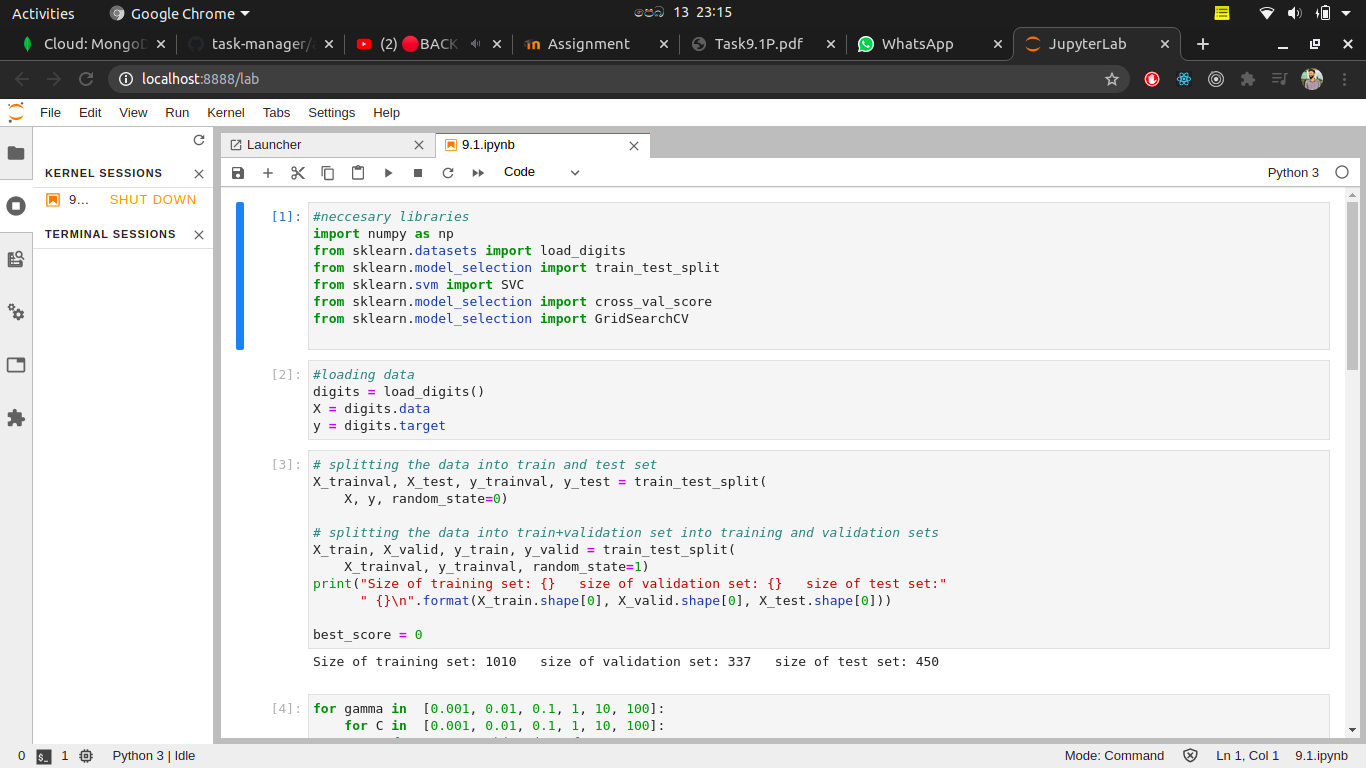 Activities
Google Chrome
පෙබ 13 23:15
Cloud: MongoD
task-manager/
(2) 🔴BACK
Assignment
Task9.1P.pdf
WhatsApp
JupyterLab
localhost:8888/lab
File Edit View Run Kernel Tabs Settings Help
KERNEL SESSIONS
9... SHUT DOWN
TERMINAL SESSIONS
Launcher
9.1.ipynb
Code
Python 3
[1]:
#neccesary libraries
import numpy as np
from sklearn.datasets import load_digits
from sklearn.model_selection import train_test_split
from sklearn.svm import SVC
from sklearn.model_selection import cross_val_score
from sklearn.model_selection import GridSearchCV
[2]:
#loading data
digits = load_digits()
X = digits.data
y = digits.target
[3]:
# splitting the data into train and test set
X_trainval, X_test, y_trainval, y_test = train_test_split(
    X, y, random_state=0)
# splitting the data into train+validation set into training and validation sets
X_train, X_valid, y_train, y_valid = train_test_split(
    X_trainval, y_trainval, random_state=1)
print("Size of training set: {}   size of validation set: {}   size of test set:"
      " {}\n".format(X_train.shape[0], X_valid.shape[0], X_test.shape[0]))
best_score = 0
Size of training set: 1010   size of validation set: 337   size of test set: 450
[4]:
for gamma in  [0.001, 0.01, 0.1, 1, 10, 100]:
    for C in  [0.001, 0.01, 0.1, 1, 10, 100]:
0 1 Python 3 | Idle
Mode: Command
Ln 1, Col 1 9.1.ipynb